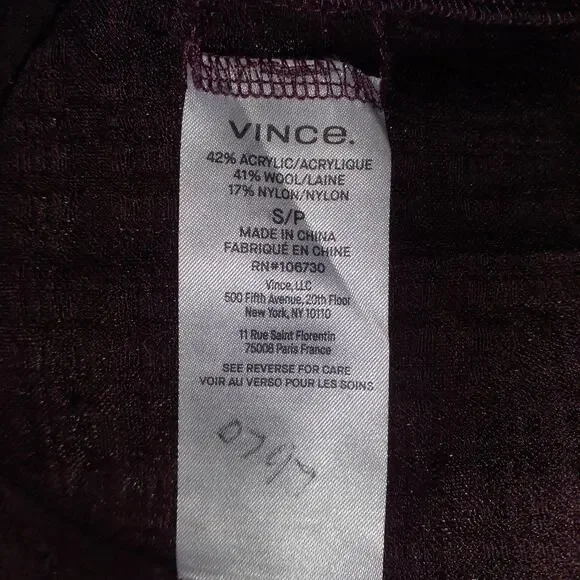 VINCE.
42% ACRYLIC/ACRYLIQUE
41% WOOL/LAINE
17% NYLON/NYLON
S/P
MADE IN CHINA
FABRIQUÉ EN CHINE
RN#106730
Vince, LLC
500 Fifth Avenue, 20th Floor
New York, NY 10110
11 Rue Saint Florentin
75008 Paris France
SEE REVERSE FOR CARE
VOIR AU VERSO POUR LES SOINS
0797